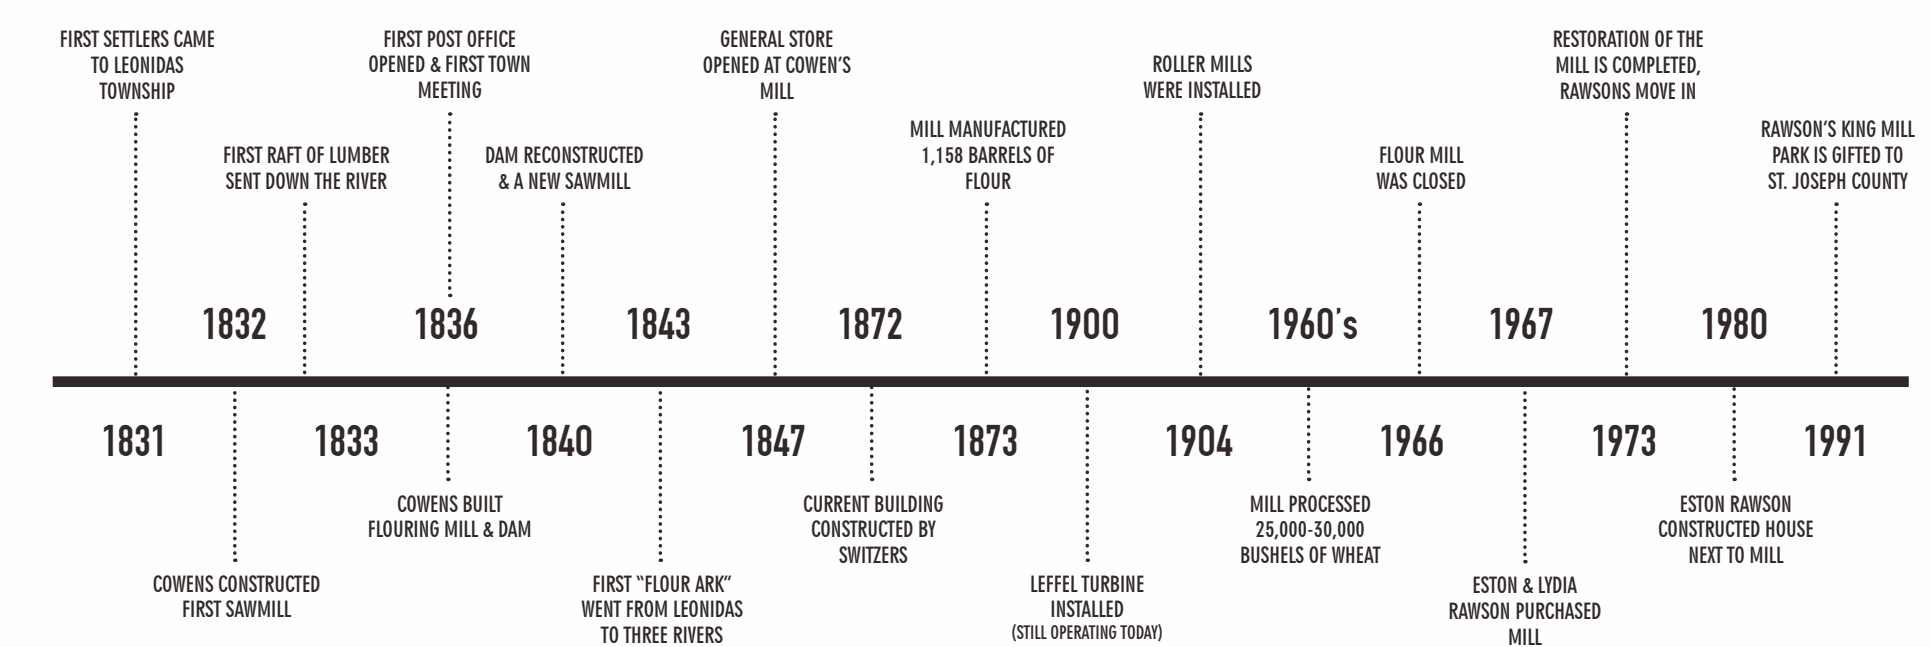 FIRST SETTLERS CAME
TO LEONIDAS
TOWNSHIP
FIRST POST OFFICE
OPENED & FIRST TOWN
MEETING
GENERAL STORE
OPENED AT COWEN'S
MILL
ROLLER MILLS
WERE INSTALLED
RESTORATION OF THE
MILL IS COMPLETED,
RAWSONS MOVE IN
FIRST RAFT OF LUMBER
SENT DOWN THE RIVER
DAM RECONSTRUCTED
& A NEW SAWMILL
MILL MANUFACTURED
1,158 BARRELS OF
FLOUR
FLOUR MILL
WAS CLOSED
RAWSON'S KING MILL
PARK IS GIFTED TO
ST. JOSEPH COUNTY
1832
1836
1843
1872
1900
1960's
1967
1980
1831
1833
1840
1847
1873
1904
1966
1973
1991
COWENS BUILT
FLOURING MILL & DAM
CURRENT BUILDING
CONSTRUCTED BY
SWITZERS
MILL PROCESSED
25,000-30,000
BUSHELS OF WHEAT
ESTON RAWSON
CONSTRUCTED HOUSE
NEXT TO MILL
COWENS CONSTRUCTED
FIRST SAWMILL
FIRST “FLOUR ARK”
WENT FROM LEONIDAS
TO THREE RIVERS
LEFFEL TURBINE
INSTALLED
(STILL OPERATING TODAY)
ESTON & LYDIA
RAWSON PURCHASED
MILL